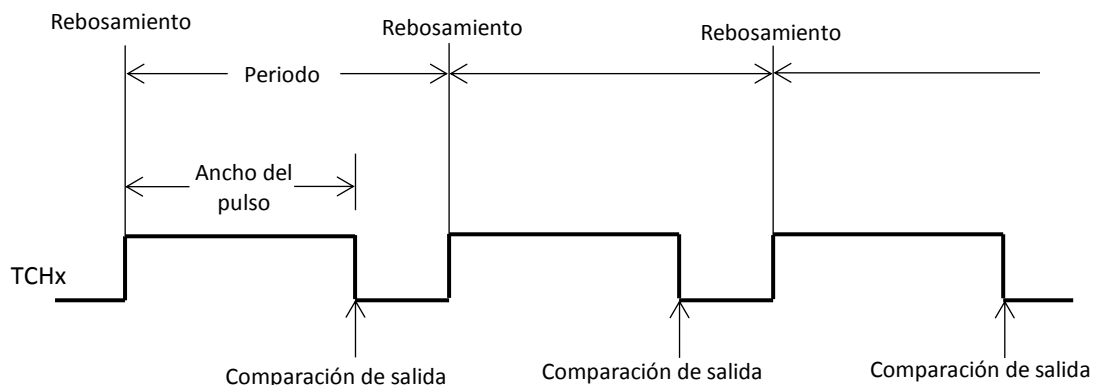 Rebosamiento
Rebosamiento
Rebosamiento
Periodo
Ancho del
pulso
TCHx
Comparación de salida
Comparación de salida
Comparación de salida